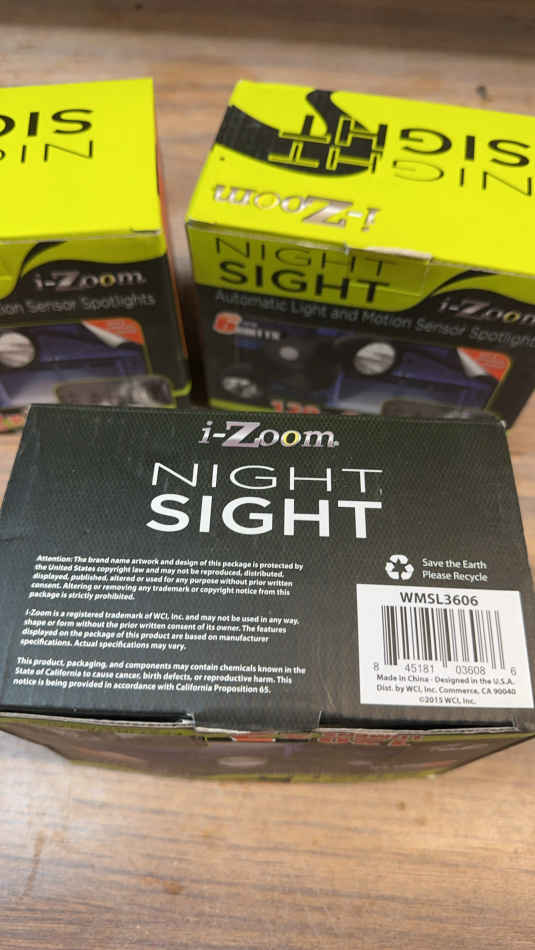 SIGHT
NIGHT
i-Zoom
NIGHT
SIGHT
i-Zoom
Automatic Light and Motion Sensor Spotlights
i-Zoom
Sensor Spotlights
i-Zoom
NIGHT
SIGHT
Attention: The brand name artwork and design of this package is protected by
the United States copyright law and may not be reproduced, distributed,
displayed, published, altered or used for any purpose without prior written
consent. Altering or removing any trademark or copyright notice from this
package is strictly prohibited.
i-Zoom is a registered trademark of WCI, Inc. and may not be used in any way,
shape or form without the prior written consent of its owner. The features
displayed on the package of this product are based on manufacturer
specifications. Actual specifications may vary.
This product, packaging, and components may contain chemicals known in the
State of California to cause cancer, birth defects, or reproductive harm. This
notice is being provided in accordance with California Proposition 65.
Save the Earth
Please Recycle
WMSL3606
8 45181 03608 6
Made in China · Designed in the U.S.A.
Dist. by WCI, Inc. Commerce, CA 90040
©2015 WCI, Inc.